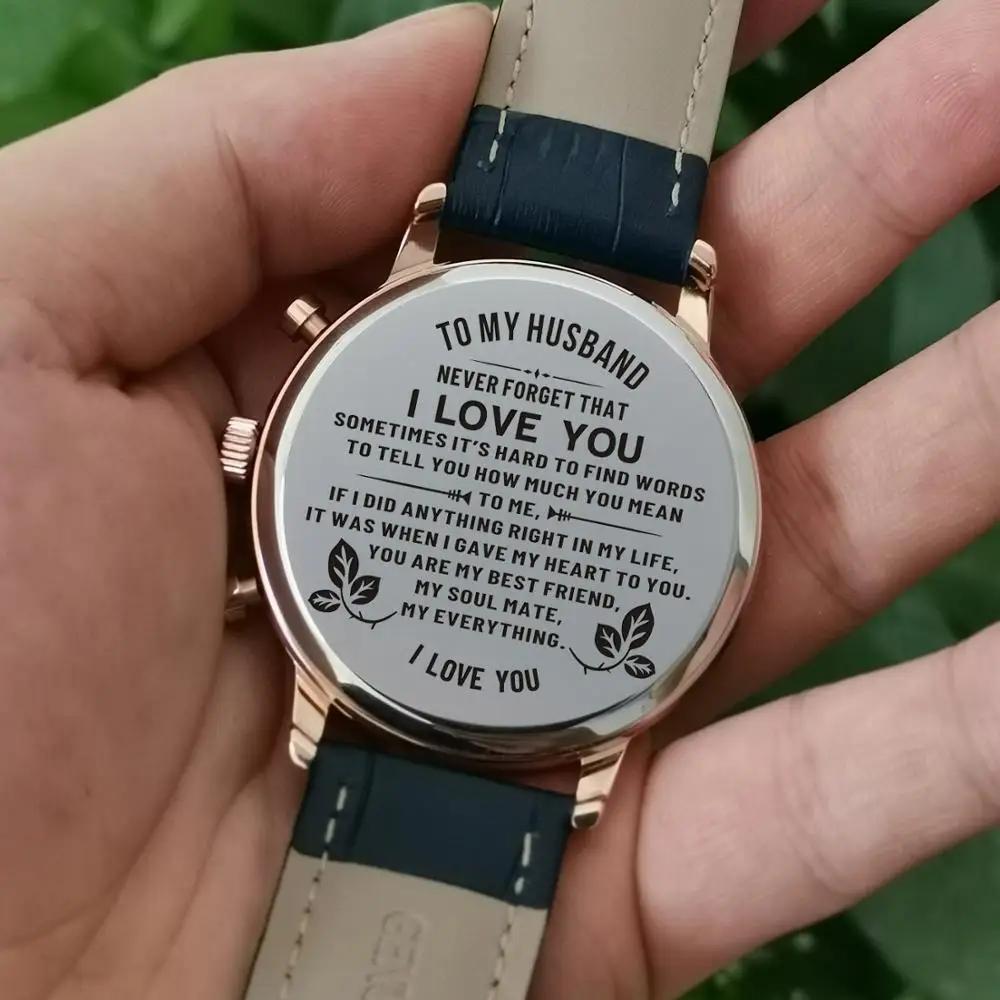 TO MY HUSBAND
NEVER FORGET THAT
I LOVE YOU
SOMETIMES IT'S HARD TO FIND WORDS
TO TELL YOU HOW MUCH YOU MEAN
TO ME,
IF I DID ANYTHING RIGHT IN MY LIFE,
IT WAS WHEN I GAVE MY HEART TO YOU.
YOU ARE MY BEST FRIEND,
MY SOUL MATE,
MY EVERYTHING.
I LOVE YOU